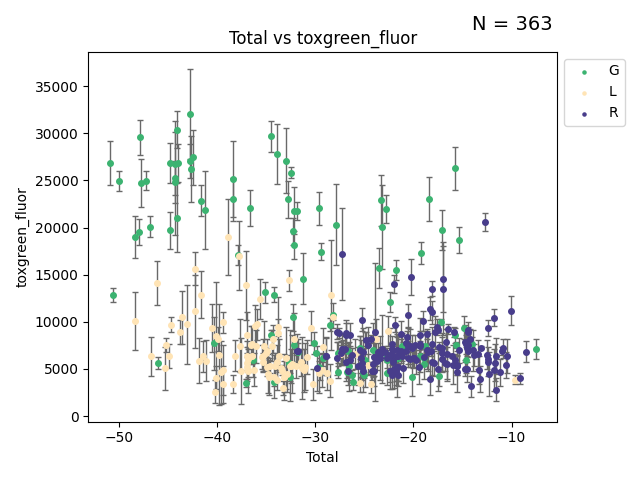 N = 363
Total vs toxgreen_fluor
G
L
R
toxgreen_fluor
35000
30000
25000
20000
15000
10000
5000
0
−50
−40
−30
−20
−10
Total